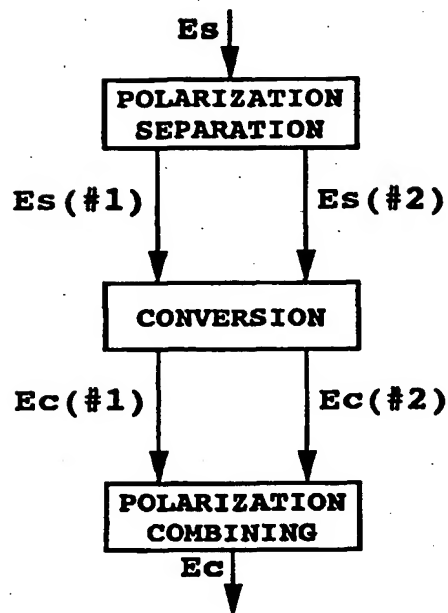 Es
POLARIZATION
SEPARATION
Es(#1)
Es(#2)
CONVERSION
Ec(#1)
Ec(#2)
POLARIZATION
COMBINING
Ec